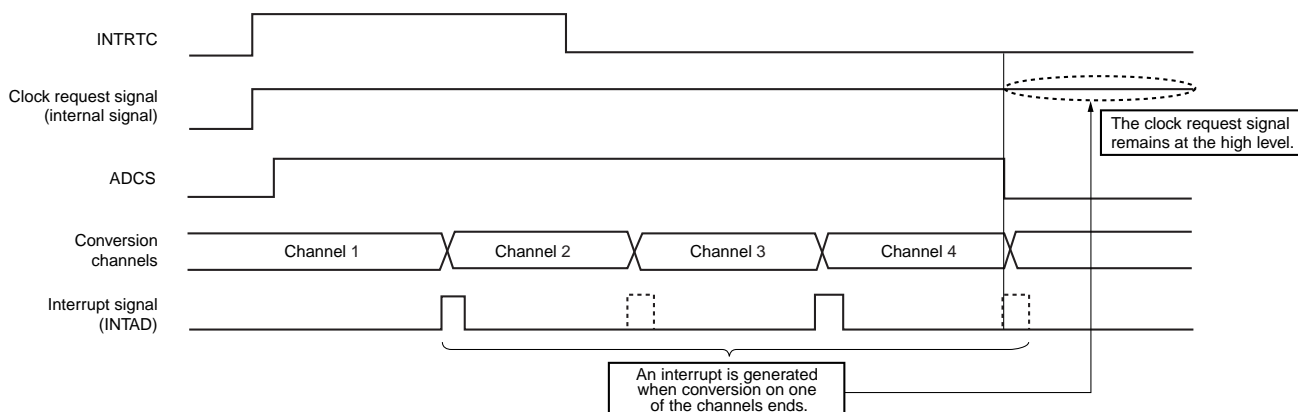 INTRTC
Clock request signal
(internal signal)
The clock request signal
remains at the high level.
ADCS
Conversion
channels
Channel 1
Channel 2
Channel 3
Channel 4
Interrupt signal
(INTAD)
An interrupt is generated
when conversion on one
of the channels ends.